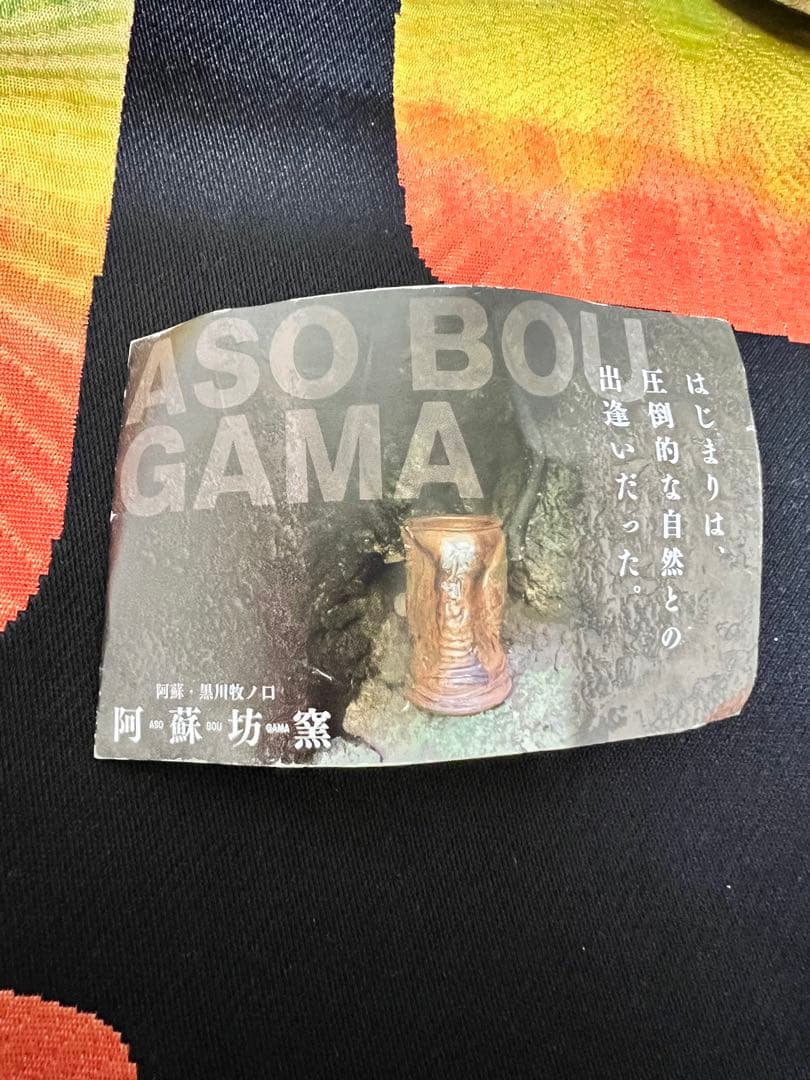 ASO BOU
GAMA
はじまりは、
圧倒的な自然との
出逢いだった。
阿蘇・黒川牧ノ口
阿 ASO 蘇 BOU 坊 GAMA 窯